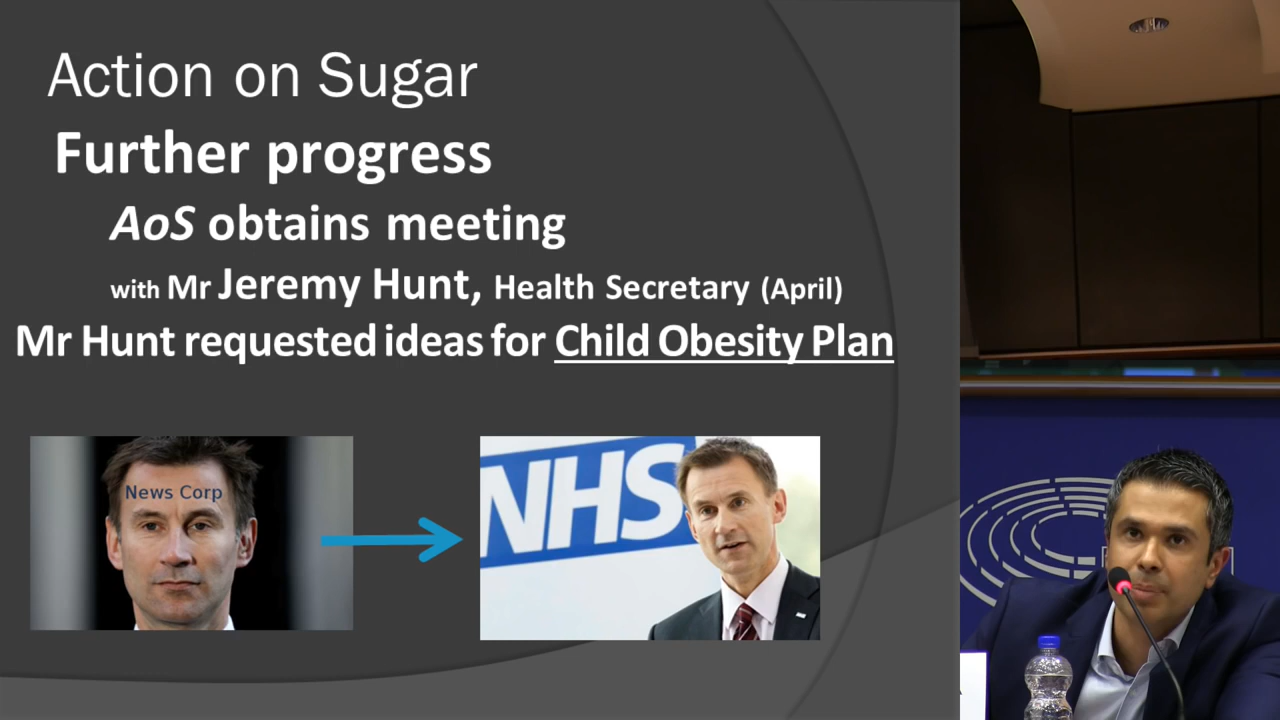 Action on Sugar
Further progress
AoS obtains meeting
with Mr Jeremy Hunt, Health Secretary (April)
Mr Hunt requested ideas for Child Obesity Plan
News Corp
NHS